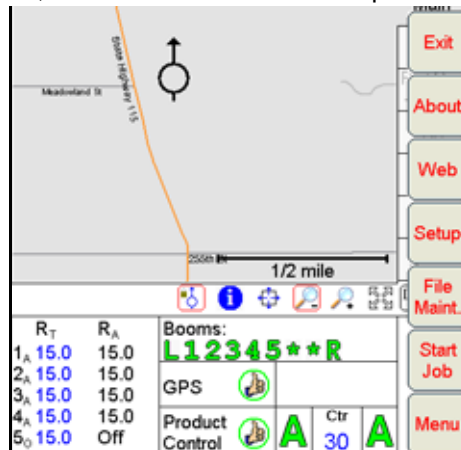 Exit
State Highway 115
Meadowland St
About
Web
Setup
255th
1/2 mile
File
Maint.
RT RA
Booms:
L12345**R
1A 15.0 15.0
2A 15.0 15.0
3A 15.0 15.0
4A 15.0 15.0
5O 15.0 Off
GPS
Product
Control
A
Ctr
30
A
Start
Job
Menu